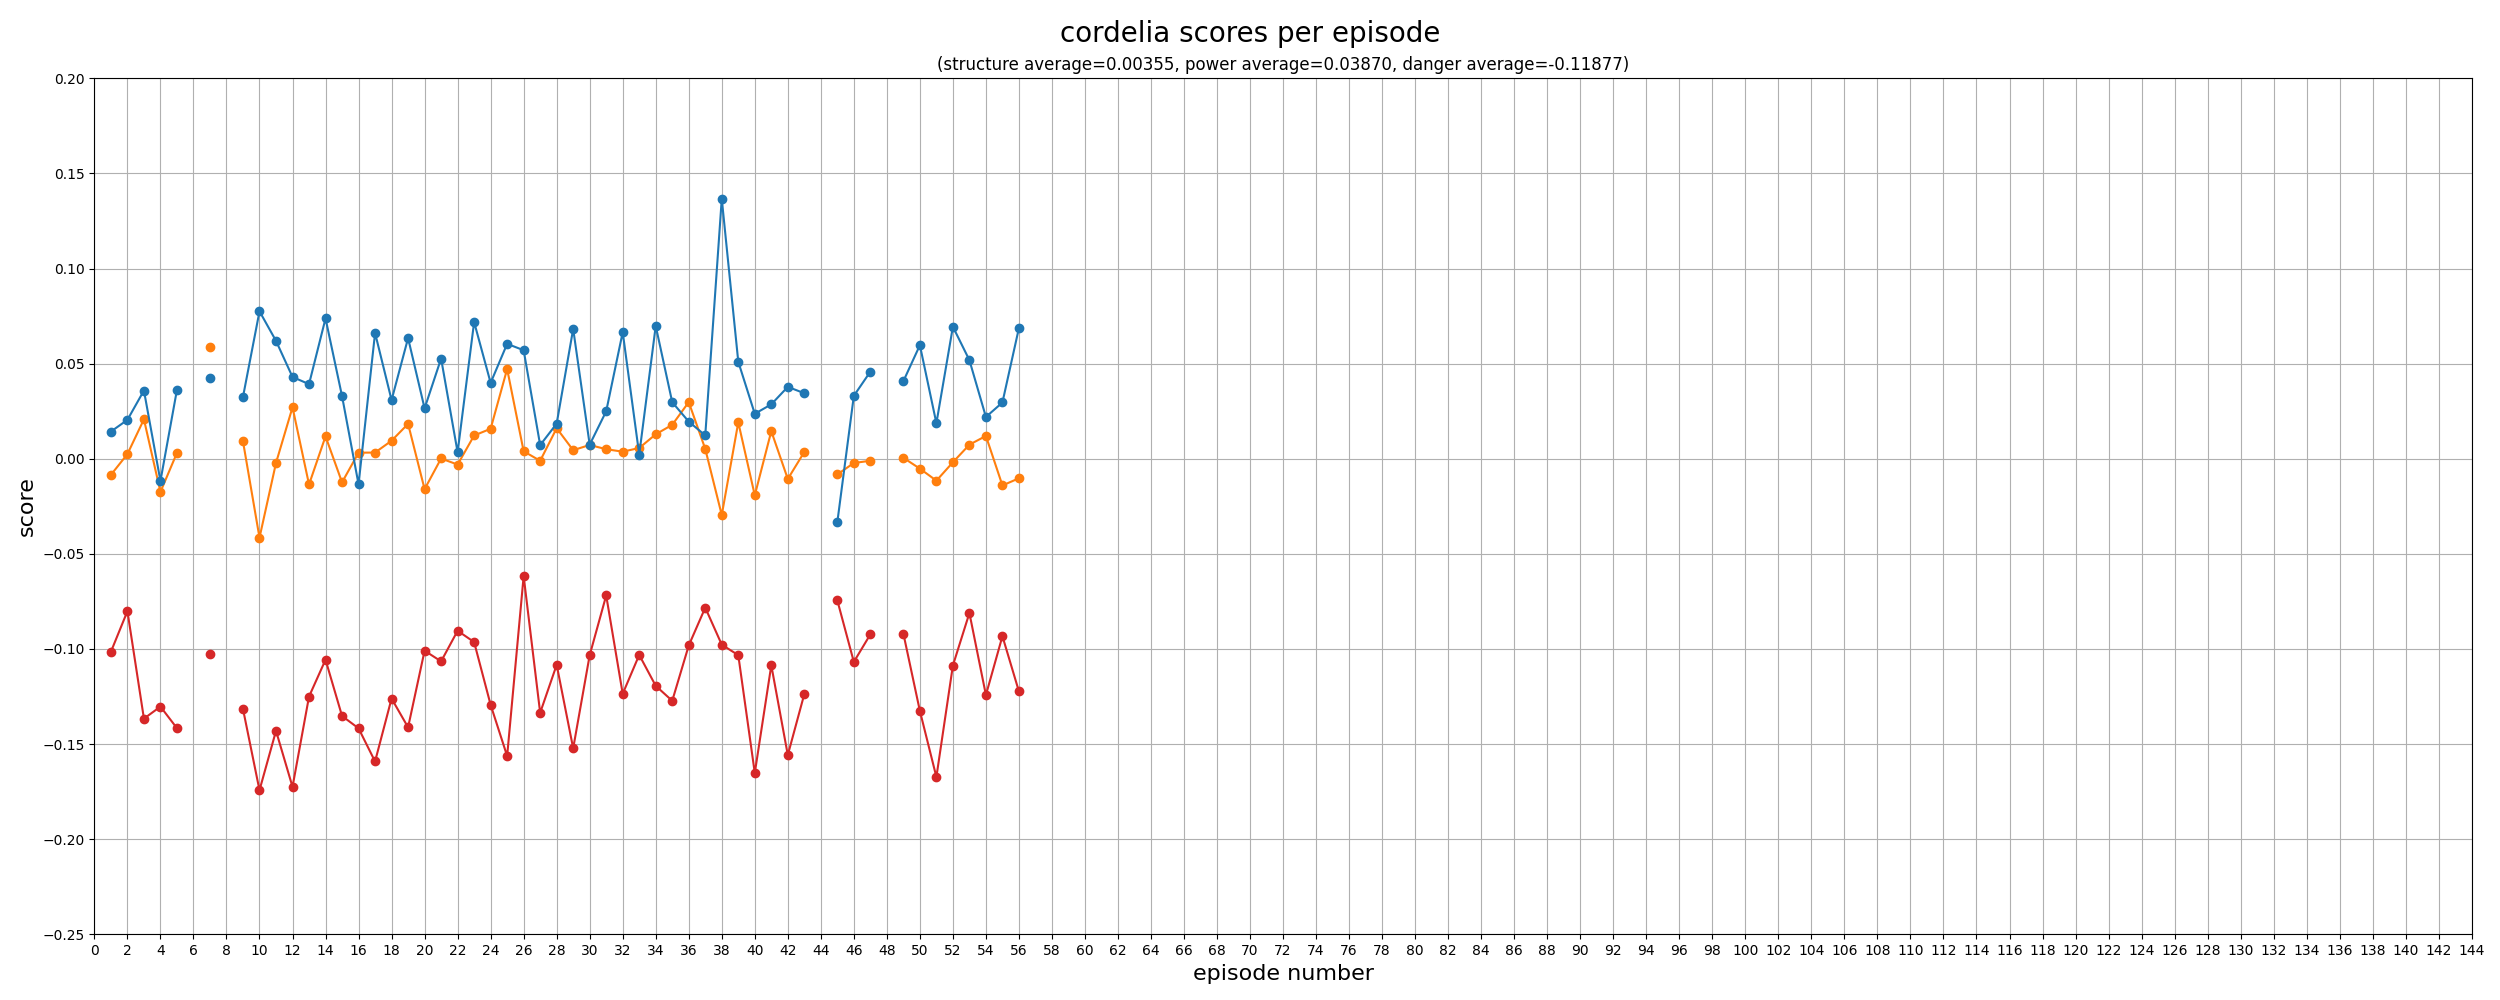 cordelia scores per episode
(structure average=0.00355, power average=0.03870, danger average=-0.11877)
0.20
0.15
0.10
0.05
0.00
−0.05
−0.10
−0.15
−0.20
−0.25
score
0 2 4 6 8 10 12 14 16 18 20 22 24 26 28 30 32 34 36 38 40 42 44 46 48 50 52 54 56 58 60 62 64 66 68 70 72 74 76 78 80 82 84 86 88 90 92 94 96 98 100 102 104 106 108 110 112 114 116 118 120 122 124 126 128 130 132 134 136 138 140 142 144
episode number